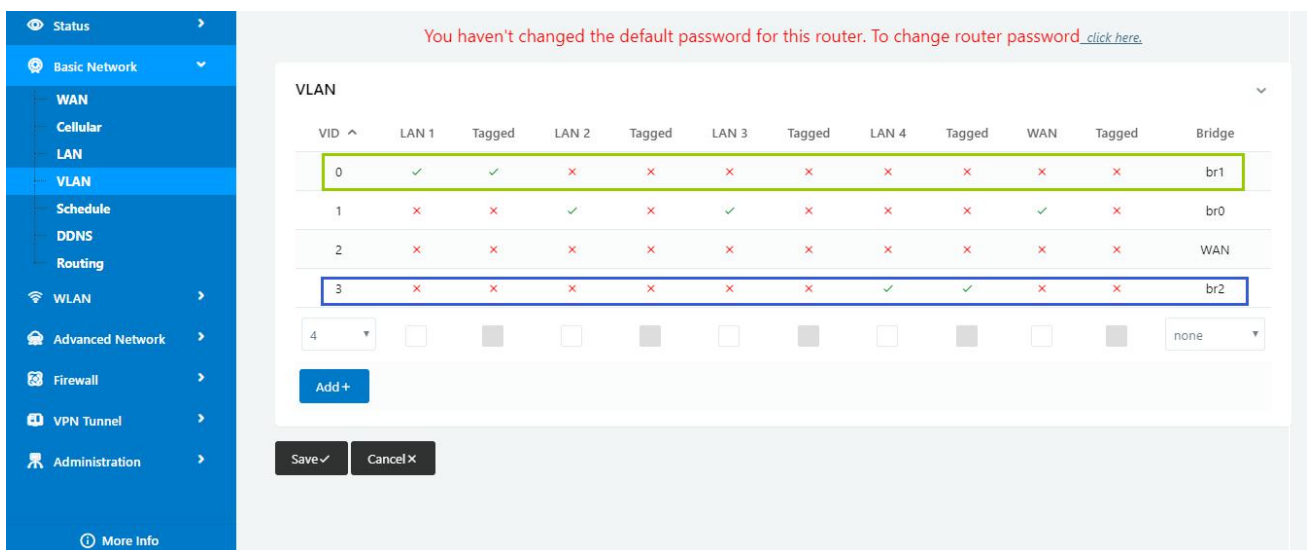 Status
You haven't changed the default password for this router. To change router password click here.
Basic Network
WAN
Cellular
LAN
VLAN
Schedule
DDNS
Routing
WLAN
Advanced Network
Firewall
VPN Tunnel
Administration
More Info
VLAN
VID LAN 1 Tagged LAN 2 Tagged LAN 3 Tagged LAN 4 Tagged WAN Tagged Bridge
0 ✓ ✓ × × × × × × × × br1
1 × × ✓ × ✓ × × × ✓ × br0
2 × × × × × × × × × × WAN
3 × × × × × × ✓ ✓ × × br2
4 none
Add+
Save✓ Cancel×